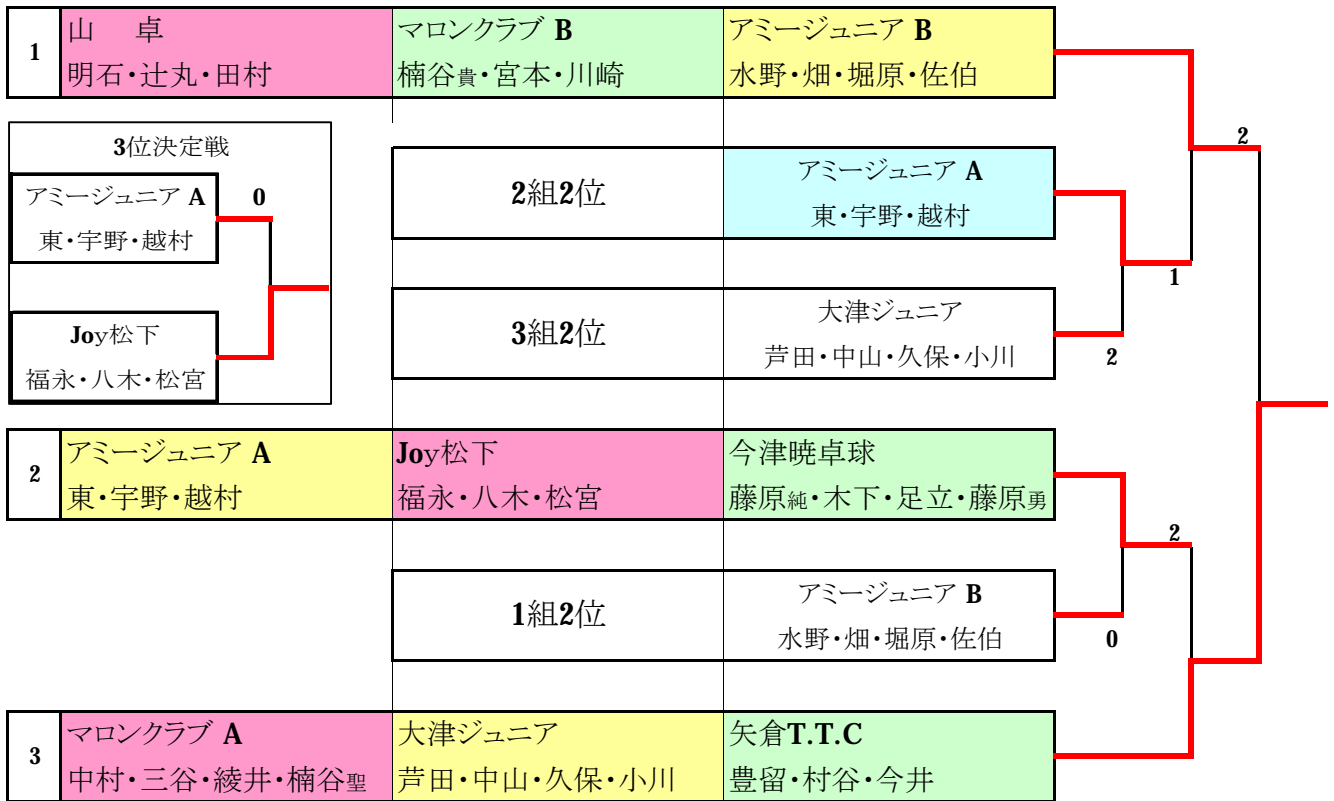 1
山 卓
明石・辻丸・田村
マロンクラブ B
楠谷貴・宮本・川崎
アミージュニア B
水野・畑・堀原・佐伯
2
3位決定戦
アミージュニア A
東・宇野・越村
0
Joy松下
福永・八木・松宮
2組2位
アミージュニア A
東・宇野・越村
1
3組2位
大津ジュニア
芦田・中山・久保・小川
2
2
アミージュニア A
東・宇野・越村
Joy松下
福永・八木・松宮
今津暁卓球
藤原純・木下・足立・藤原勇
2
1組2位
アミージュニア B
水野・畑・堀原・佐伯
0
3
マロンクラブ A
中村・三谷・綾井・楠谷聖
大津ジュニア
芦田・中山・久保・小川
矢倉T.T.C
豊留・村谷・今井